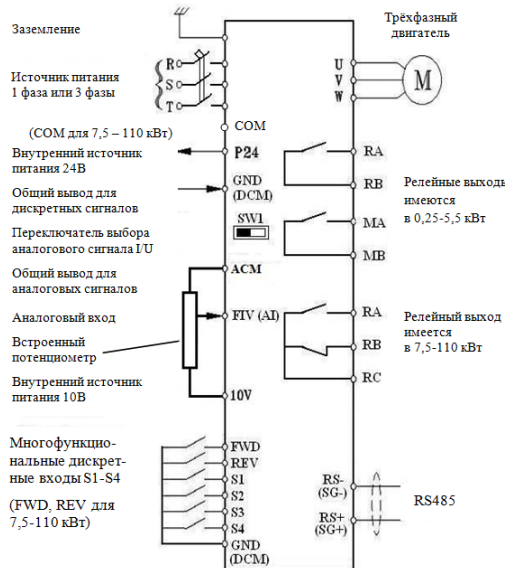 Заземление
Трёхфазный
двигатель
Источник питания
1 фаза или 3 фазы
R
S
T
U
V
W
M
(COM для 7,5 – 110 кВт)
COM
Внутренний источник
питания 24В
P24
Общий вывод для
дискретных сигналов
GND
(DCM)
Переключатель выбора
аналогового сигнала I/U
SW1
Общий вывод для
аналоговых сигналов
ACM
Аналоговый вход
FIV (AI)
Встроенный
потенциометр
Внутренний источник
питания 10В
10V
RA
RB
MA
MB
Релейные выходы
имеются
в 0,25-5,5 кВт
RA
RB
RC
Релейный выход
имеется
в 7,5-110 кВт
Многофункцио-
нальные дискрет-
ные входы S1-S4
(FWD, REV для
7,5-110 кВт)
FWD
REV
S1
S2
S3
S4
GND
(DCM)
RS-
(SG-)
RS+
(SG+)
RS485